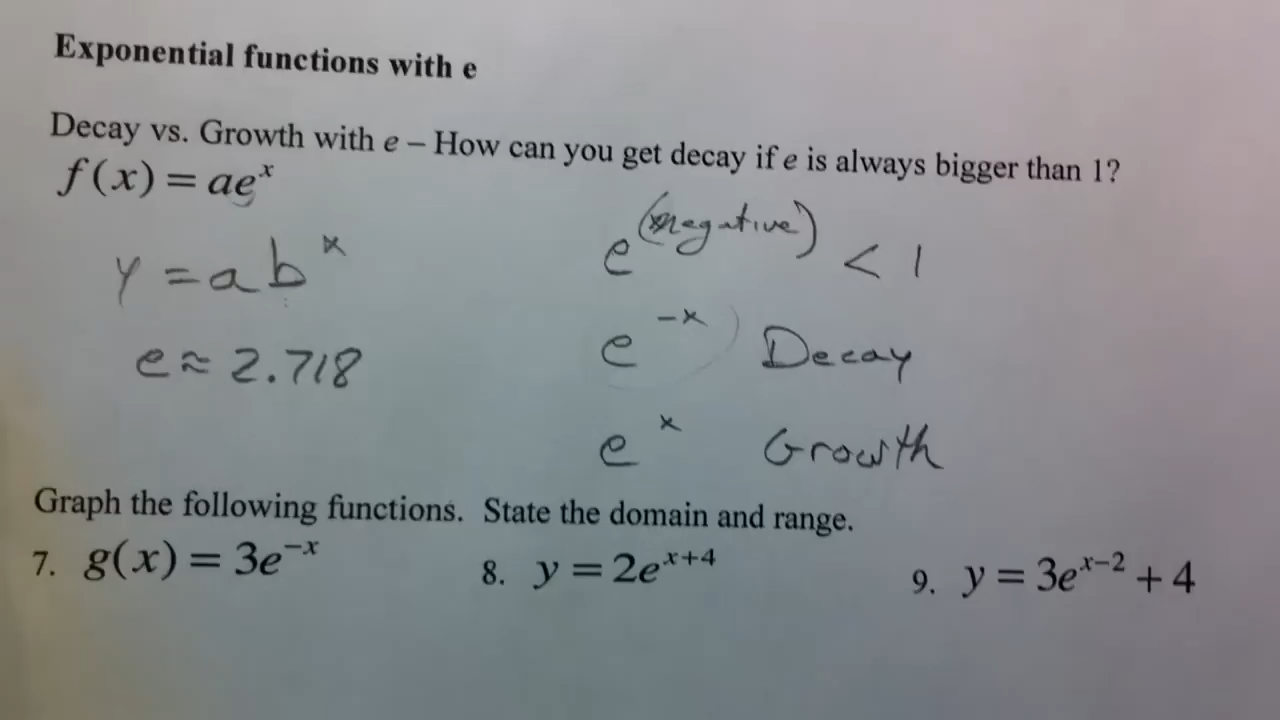 Exponential functions with e
Decay vs. Growth with e – How can you get decay if e is always bigger than 1?
f(x) = ae^x
e^(negative) < 1
y = ab^x
e^-x Decay
e ≈ 2.718
e^x Growth
Graph the following functions. State the domain and range.
7. g(x) = 3e^-x 8. y = 2e^x+4 9. y = 3e^x-2 + 4